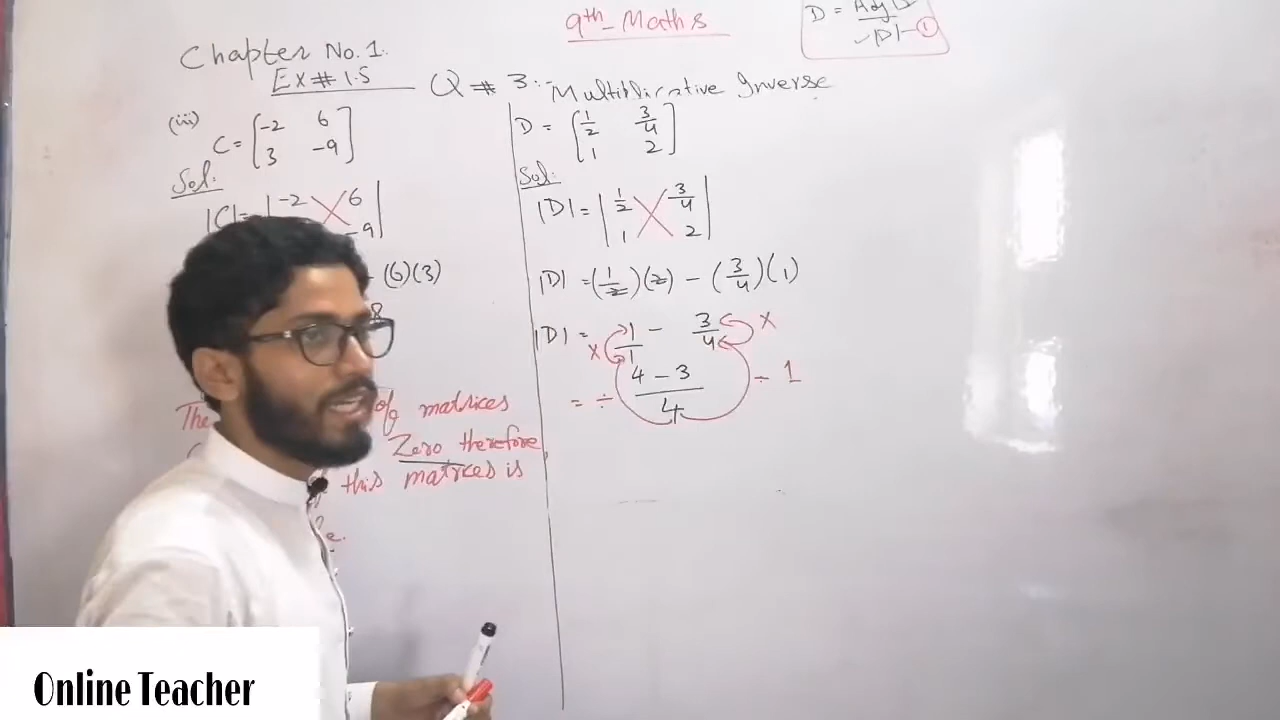 9th Maths
D = Adj D
|D| ①
Chapter No. 1.
Ex # 1.5
Q # 3: Multiplicative Inverse
(iii)
C = [-2 6
3 -9]
Sol:
|C| = |-2 6
-9|
- (6)(3)
8
The of matrices
Zero therefore,
this matrices is
D = [1/2 3/4
1 2]
Sol:
|D| = |1/2 3/4
1 2|
|D| = (1/2)(2) - (3/4)(1)
|D| = 1/1 - 3/4
× ×
= 4 - 3
4
÷ ÷ 1
Online Teacher